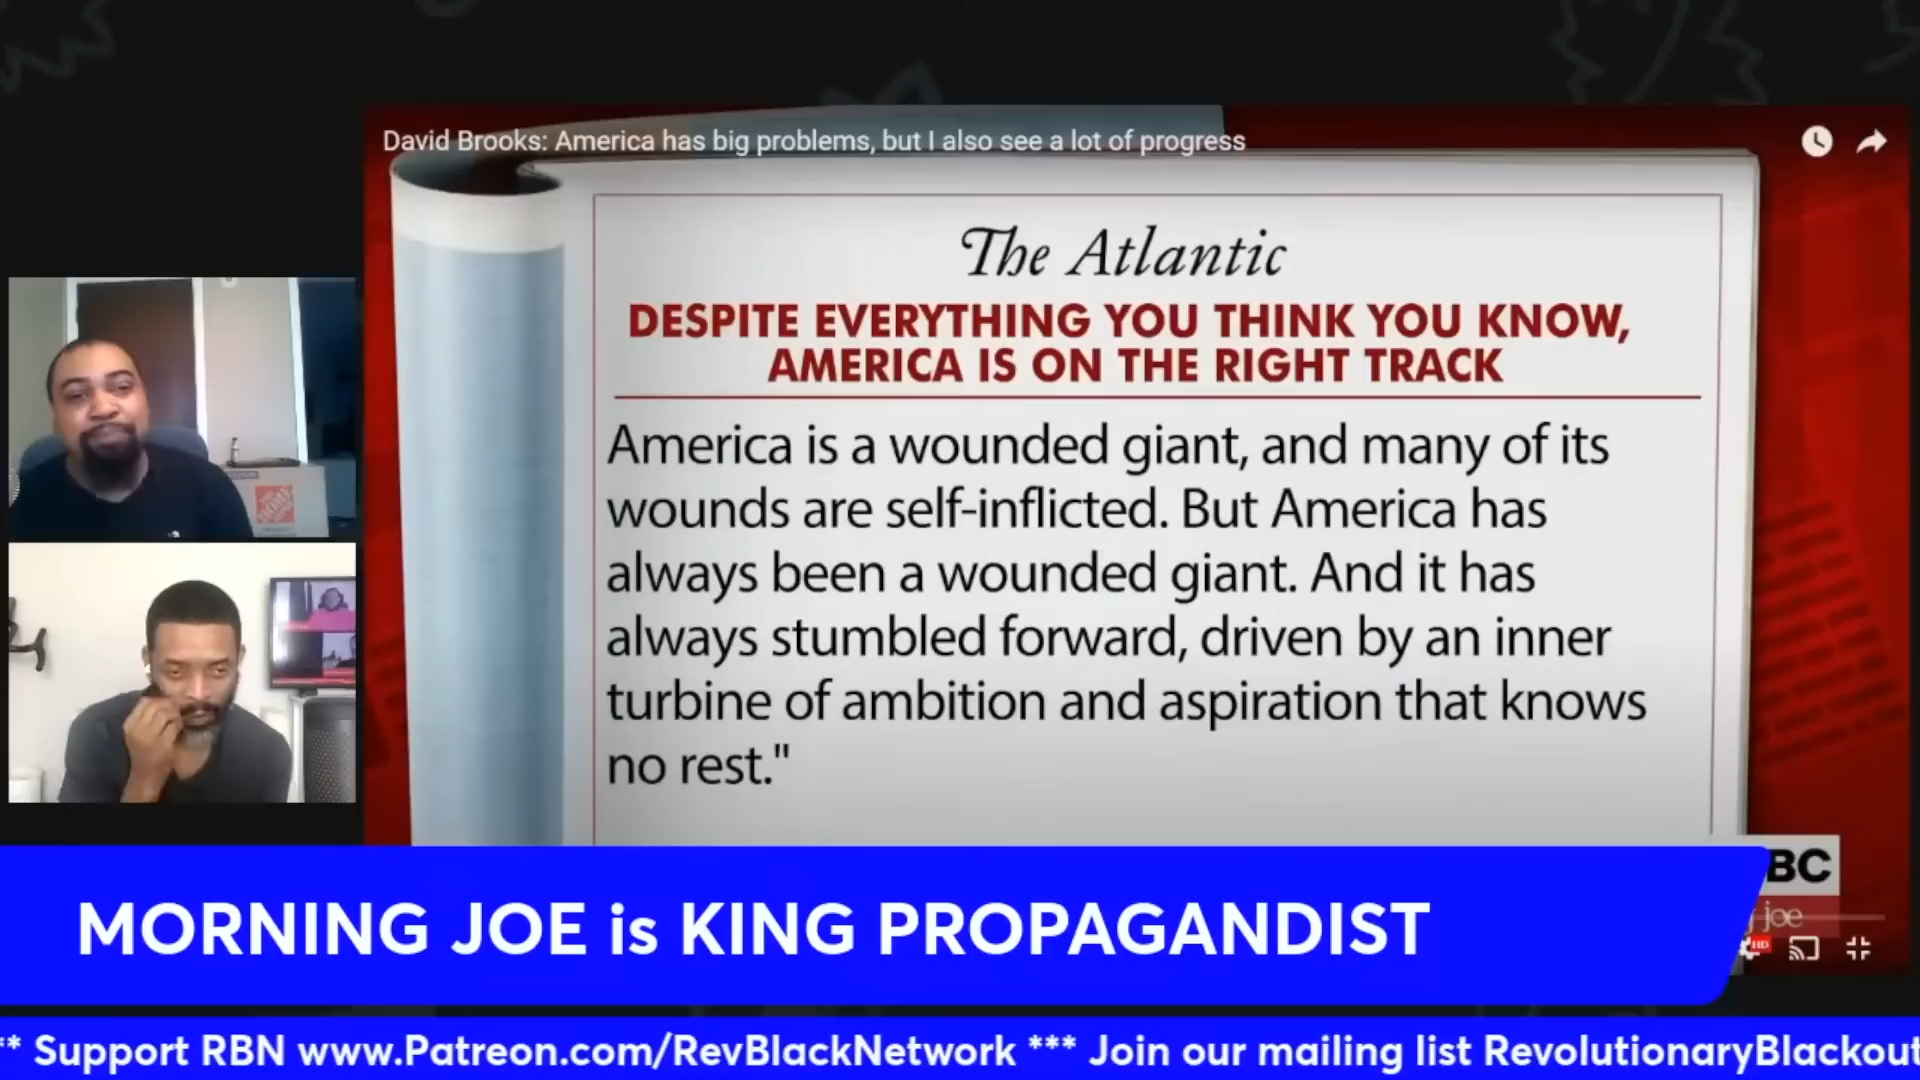 David Brooks: America has big problems, but I also see a lot of progress
The Atlantic
DESPITE EVERYTHING YOU THINK YOU KNOW,
AMERICA IS ON THE RIGHT TRACK
America is a wounded giant, and many of its
wounds are self-inflicted. But America has
always been a wounded giant. And it has
always stumbled forward, driven by an inner
turbine of ambition and aspiration that knows
no rest."
BC
joe
HD
MORNING JOE is KING PROPAGANDIST
** Support RBN www.Patreon.com/RevBlackNetwork *** Join our mailing list RevolutionaryBlackout